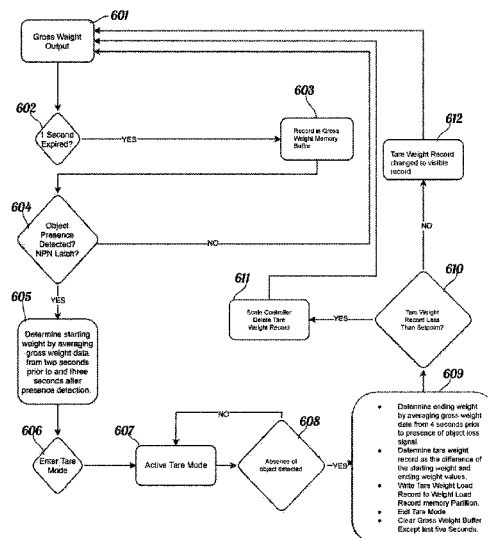 601
Gross Weight
Output
602
1 Second
Expired?
YES
603
Record in Gross
Weight Memory
Buffer
612
Tare Weight Record
changed to visible
record
604
Object
Presence
Detected?
NPN Latch?
NO
NO
YES
611
Scale Controller
Delete Tare
Weight Record
YES
610
Tare Weight
Record Less
Than Setpoint?
605
Determine starting
weight by averaging
gross weight data
from two seconds
prior to and three
seconds after
presence detection.
609
• Determine ending weight
by averaging gross weight
date from 4 seconds prior
to presence of object loss
signal.
• Determine tare weight
record as the difference of
the starting weight and
ending weight values.
• Write Tare Weight Load
Record to Weight Load
Record memory Partition.
• Exit Tare Mode
• Clear Gross Weight Buffer
Except last five Seconds.
606
Enter Tare
Mode
607
Active Tare Mode
NO
608
Absence of
object detected
YES